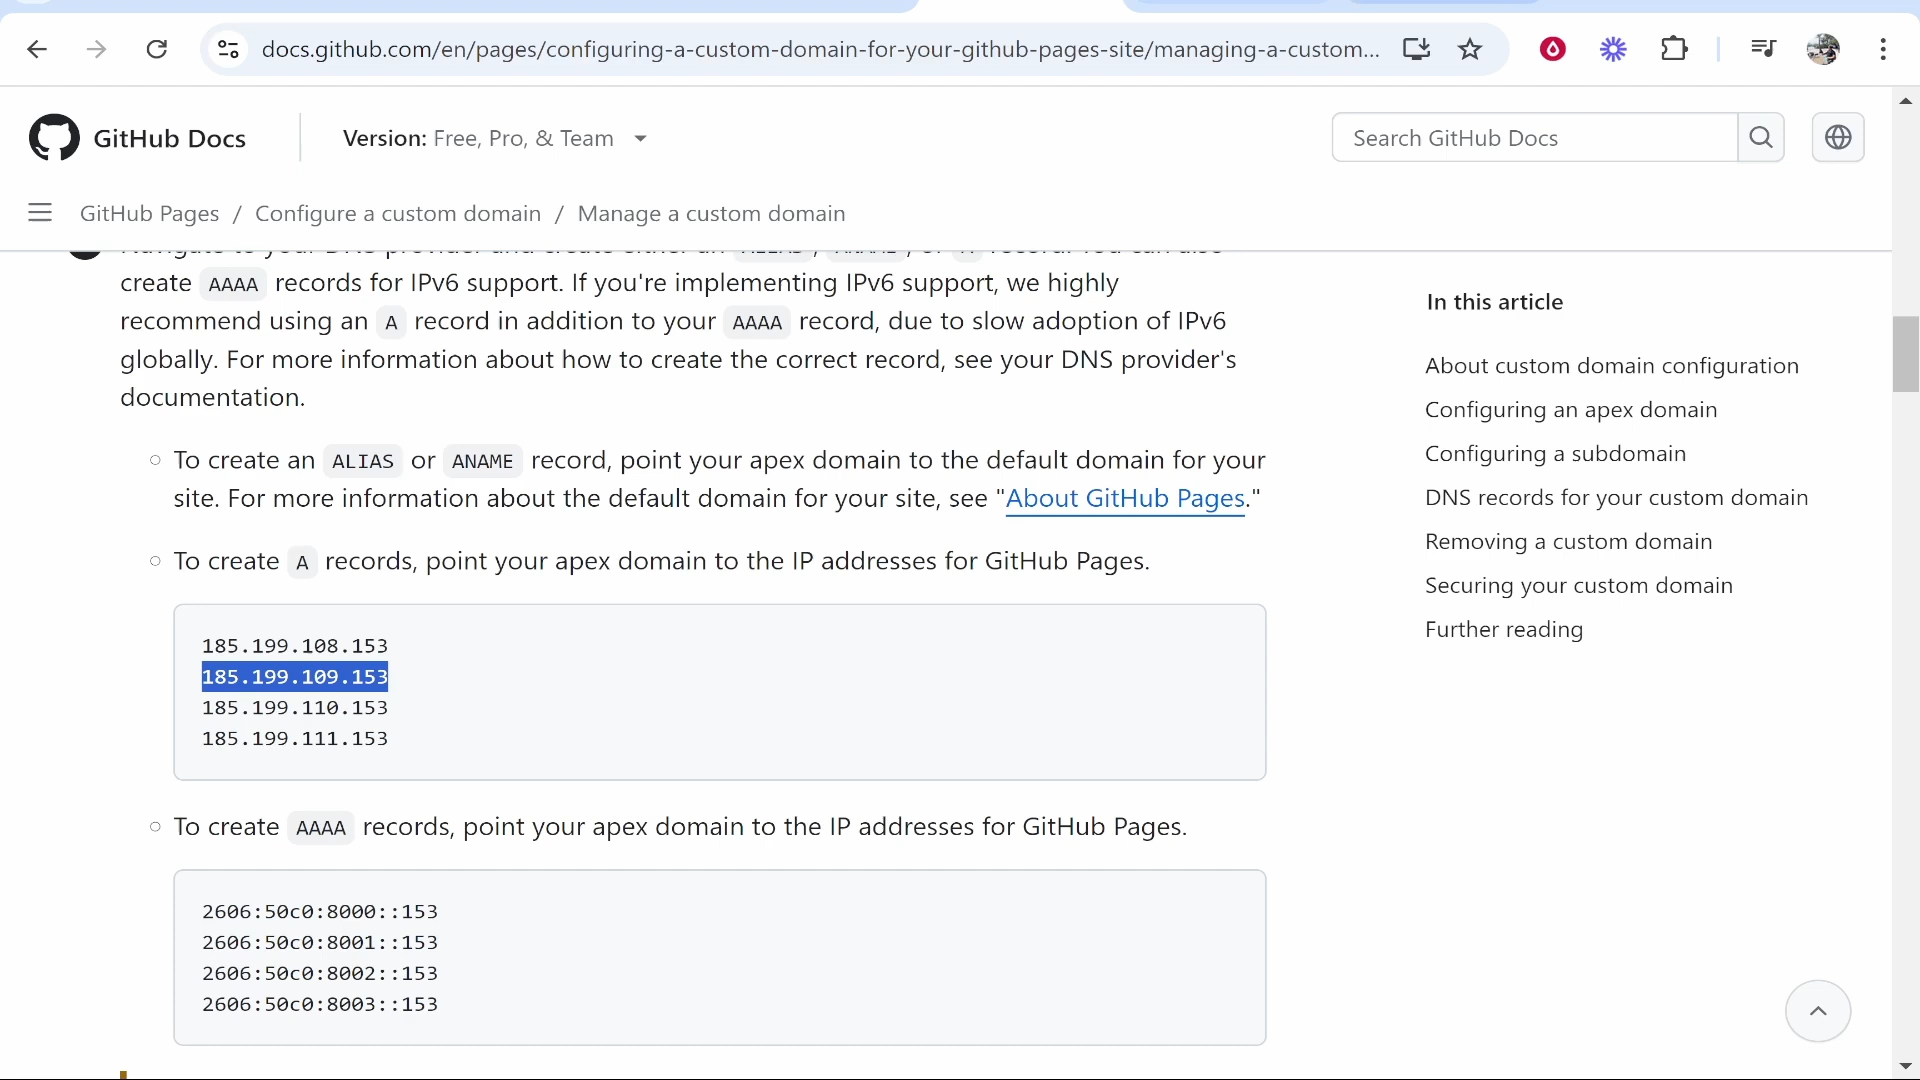 docs.github.com/en/pages/configuring-a-custom-domain-for-your-github-pages-site/managing-a-custom...
GitHub Docs
Version: Free, Pro, & Team
Search GitHub Docs
GitHub Pages / Configure a custom domain / Manage a custom domain
create AAAA records for IPv6 support. If you're implementing IPv6 support, we highly
recommend using an A record in addition to your AAAA record, due to slow adoption of IPv6
globally. For more information about how to create the correct record, see your DNS provider's
documentation.
To create an ALIAS or ANAME record, point your apex domain to the default domain for your
site. For more information about the default domain for your site, see "About GitHub Pages."
To create A records, point your apex domain to the IP addresses for GitHub Pages.
185.199.108.153
185.199.109.153
185.199.110.153
185.199.111.153
To create AAAA records, point your apex domain to the IP addresses for GitHub Pages.
2606:50c0:8000::153
2606:50c0:8001::153
2606:50c0:8002::153
2606:50c0:8003::153
In this article
About custom domain configuration
Configuring an apex domain
Configuring a subdomain
DNS records for your custom domain
Removing a custom domain
Securing your custom domain
Further reading